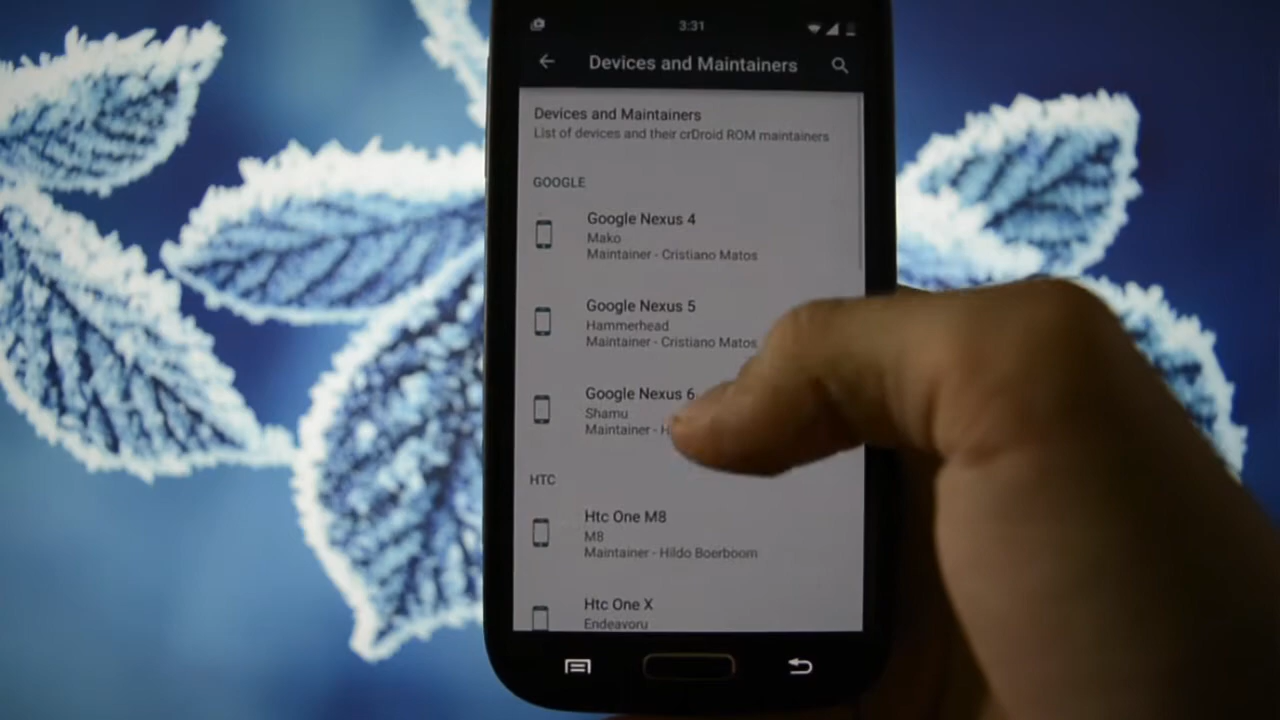 3:31
Devices and Maintainers
Devices and Maintainers
List of devices and their crDroid ROM maintainers
GOOGLE
Google Nexus 4
Mako
Maintainer - Cristiano Matos
Google Nexus 5
Hammerhead
Maintainer - Cristiano Matos
Google Nexus 6
Shamu
Maintainer -
HTC
Htc One M8
M8
Maintainer - Hildo Boerboom
Htc One X
Endeavoru